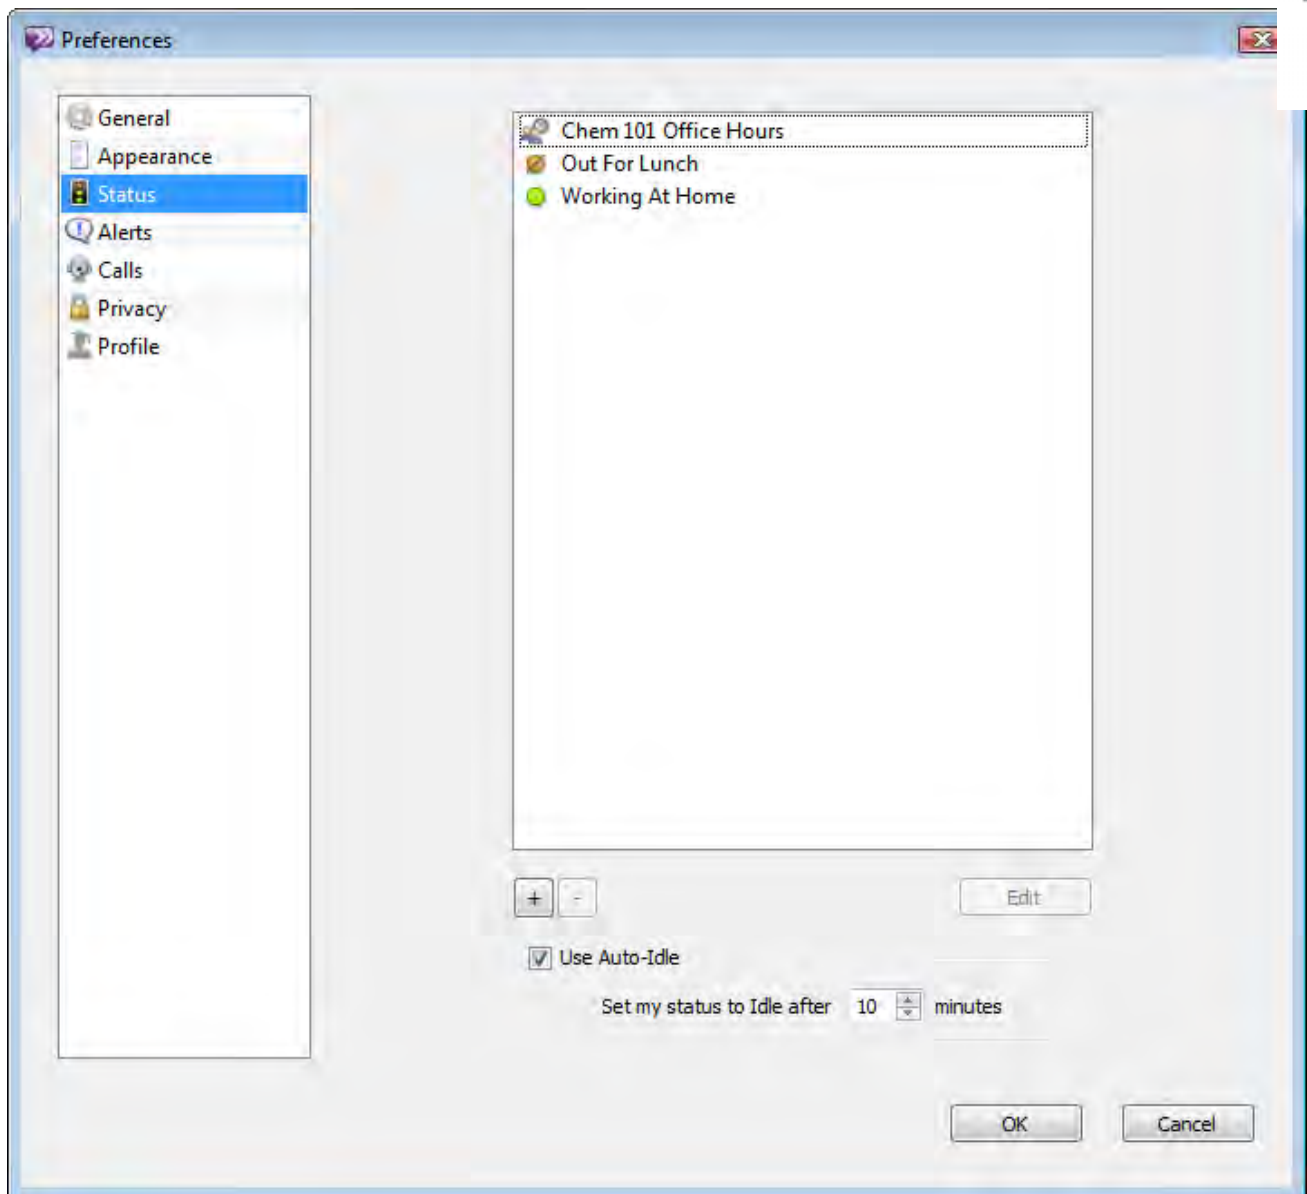 Preferences
General
Appearance
Status
Alerts
Calls
Privacy
Profile
Chem 101 Office Hours
Out For Lunch
Working At Home
+ -
Edit
Use Auto-Idle
Set my status to Idle after 10 minutes
OK Cancel